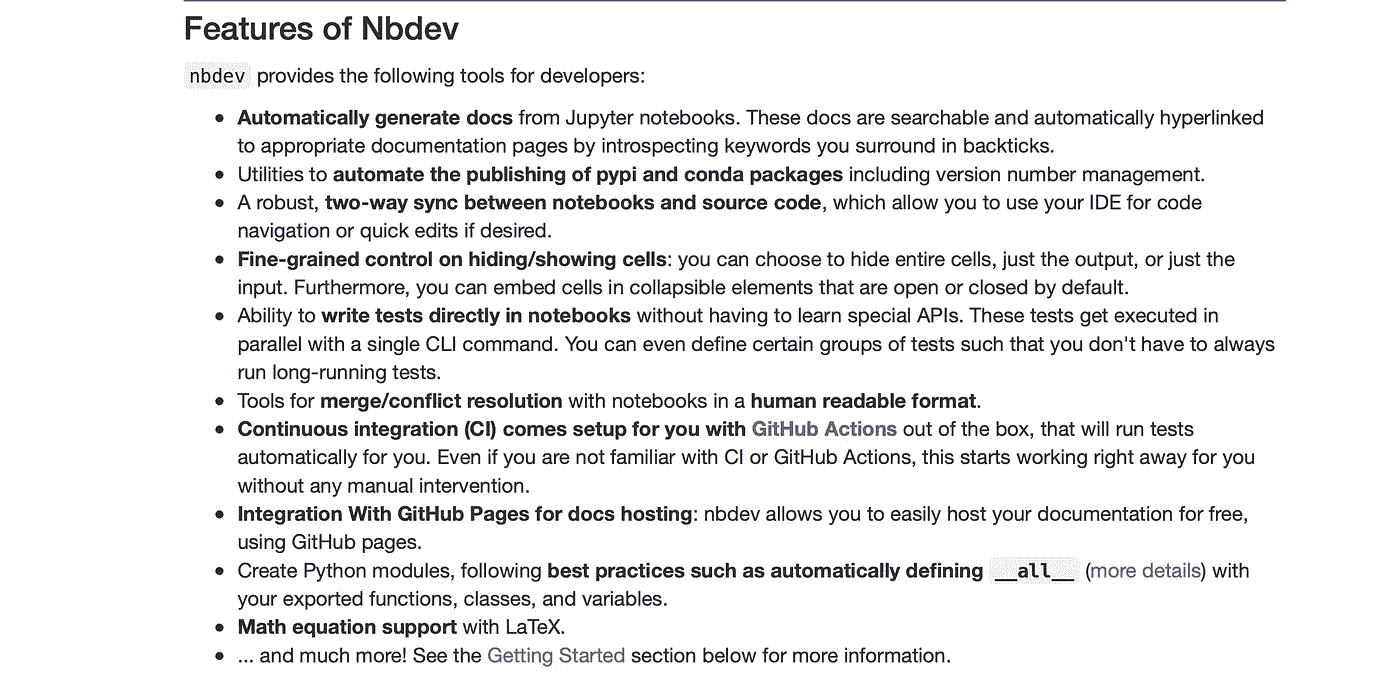 Features of Nbdev
nbdev provides the following tools for developers:
• Automatically generate docs from Jupyter notebooks. These docs are searchable and automatically hyperlinked
to appropriate documentation pages by introspecting keywords you surround in backticks.
• Utilities to automate the publishing of pypi and conda packages including version number management.
• A robust, two-way sync between notebooks and source code, which allow you to use your IDE for code
navigation or quick edits if desired.
• Fine-grained control on hiding/showing cells: you can choose to hide entire cells, just the output, or just the
input. Furthermore, you can embed cells in collapsible elements that are open or closed by default.
• Ability to write tests directly in notebooks without having to learn special APIs. These tests get executed in
parallel with a single CLI command. You can even define certain groups of tests such that you don't have to always
run long-running tests.
• Tools for merge/conflict resolution with notebooks in a human readable format.
• Continuous integration (CI) comes setup for you with GitHub Actions out of the box, that will run tests
automatically for you. Even if you are not familiar with CI or GitHub Actions, this starts working right away for you
without any manual intervention.
• Integration With GitHub Pages for docs hosting: nbdev allows you to easily host your documentation for free,
using GitHub pages.
• Create Python modules, following best practices such as automatically defining __all__ (more details) with
your exported functions, classes, and variables.
• Math equation support with LaTeX.
• ... and much more! See the Getting Started section below for more information.